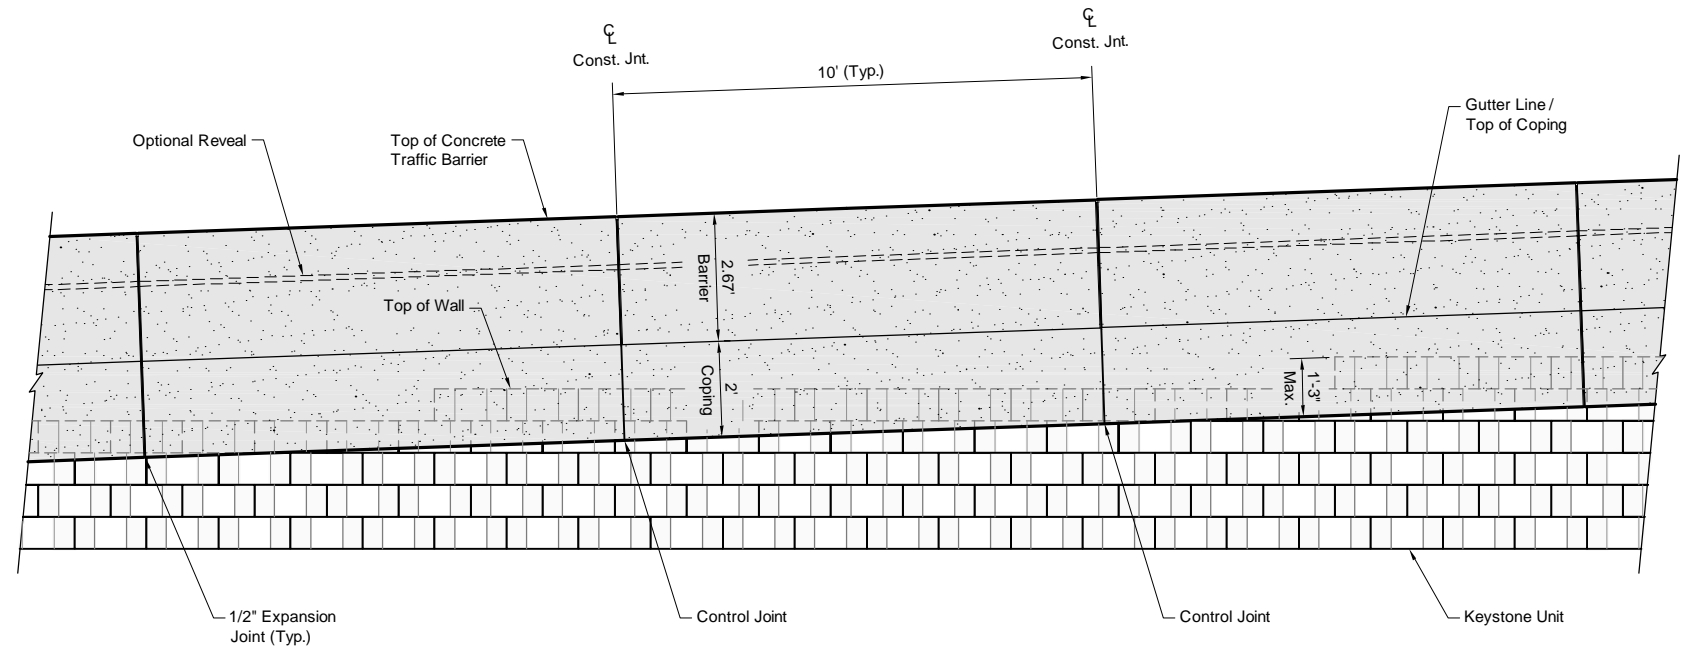 ℄
Const. Jnt.
℄
Const. Jnt.
10' (Typ.)
Optional Reveal
Top of Concrete
Traffic Barrier
Gutter Line /
Top of Coping
2.67'
Barrier
Top of Wall
2'
Coping
1'-3"
Max.
1/2" Expansion
Joint (Typ.)
Control Joint
Control Joint
Keystone Unit